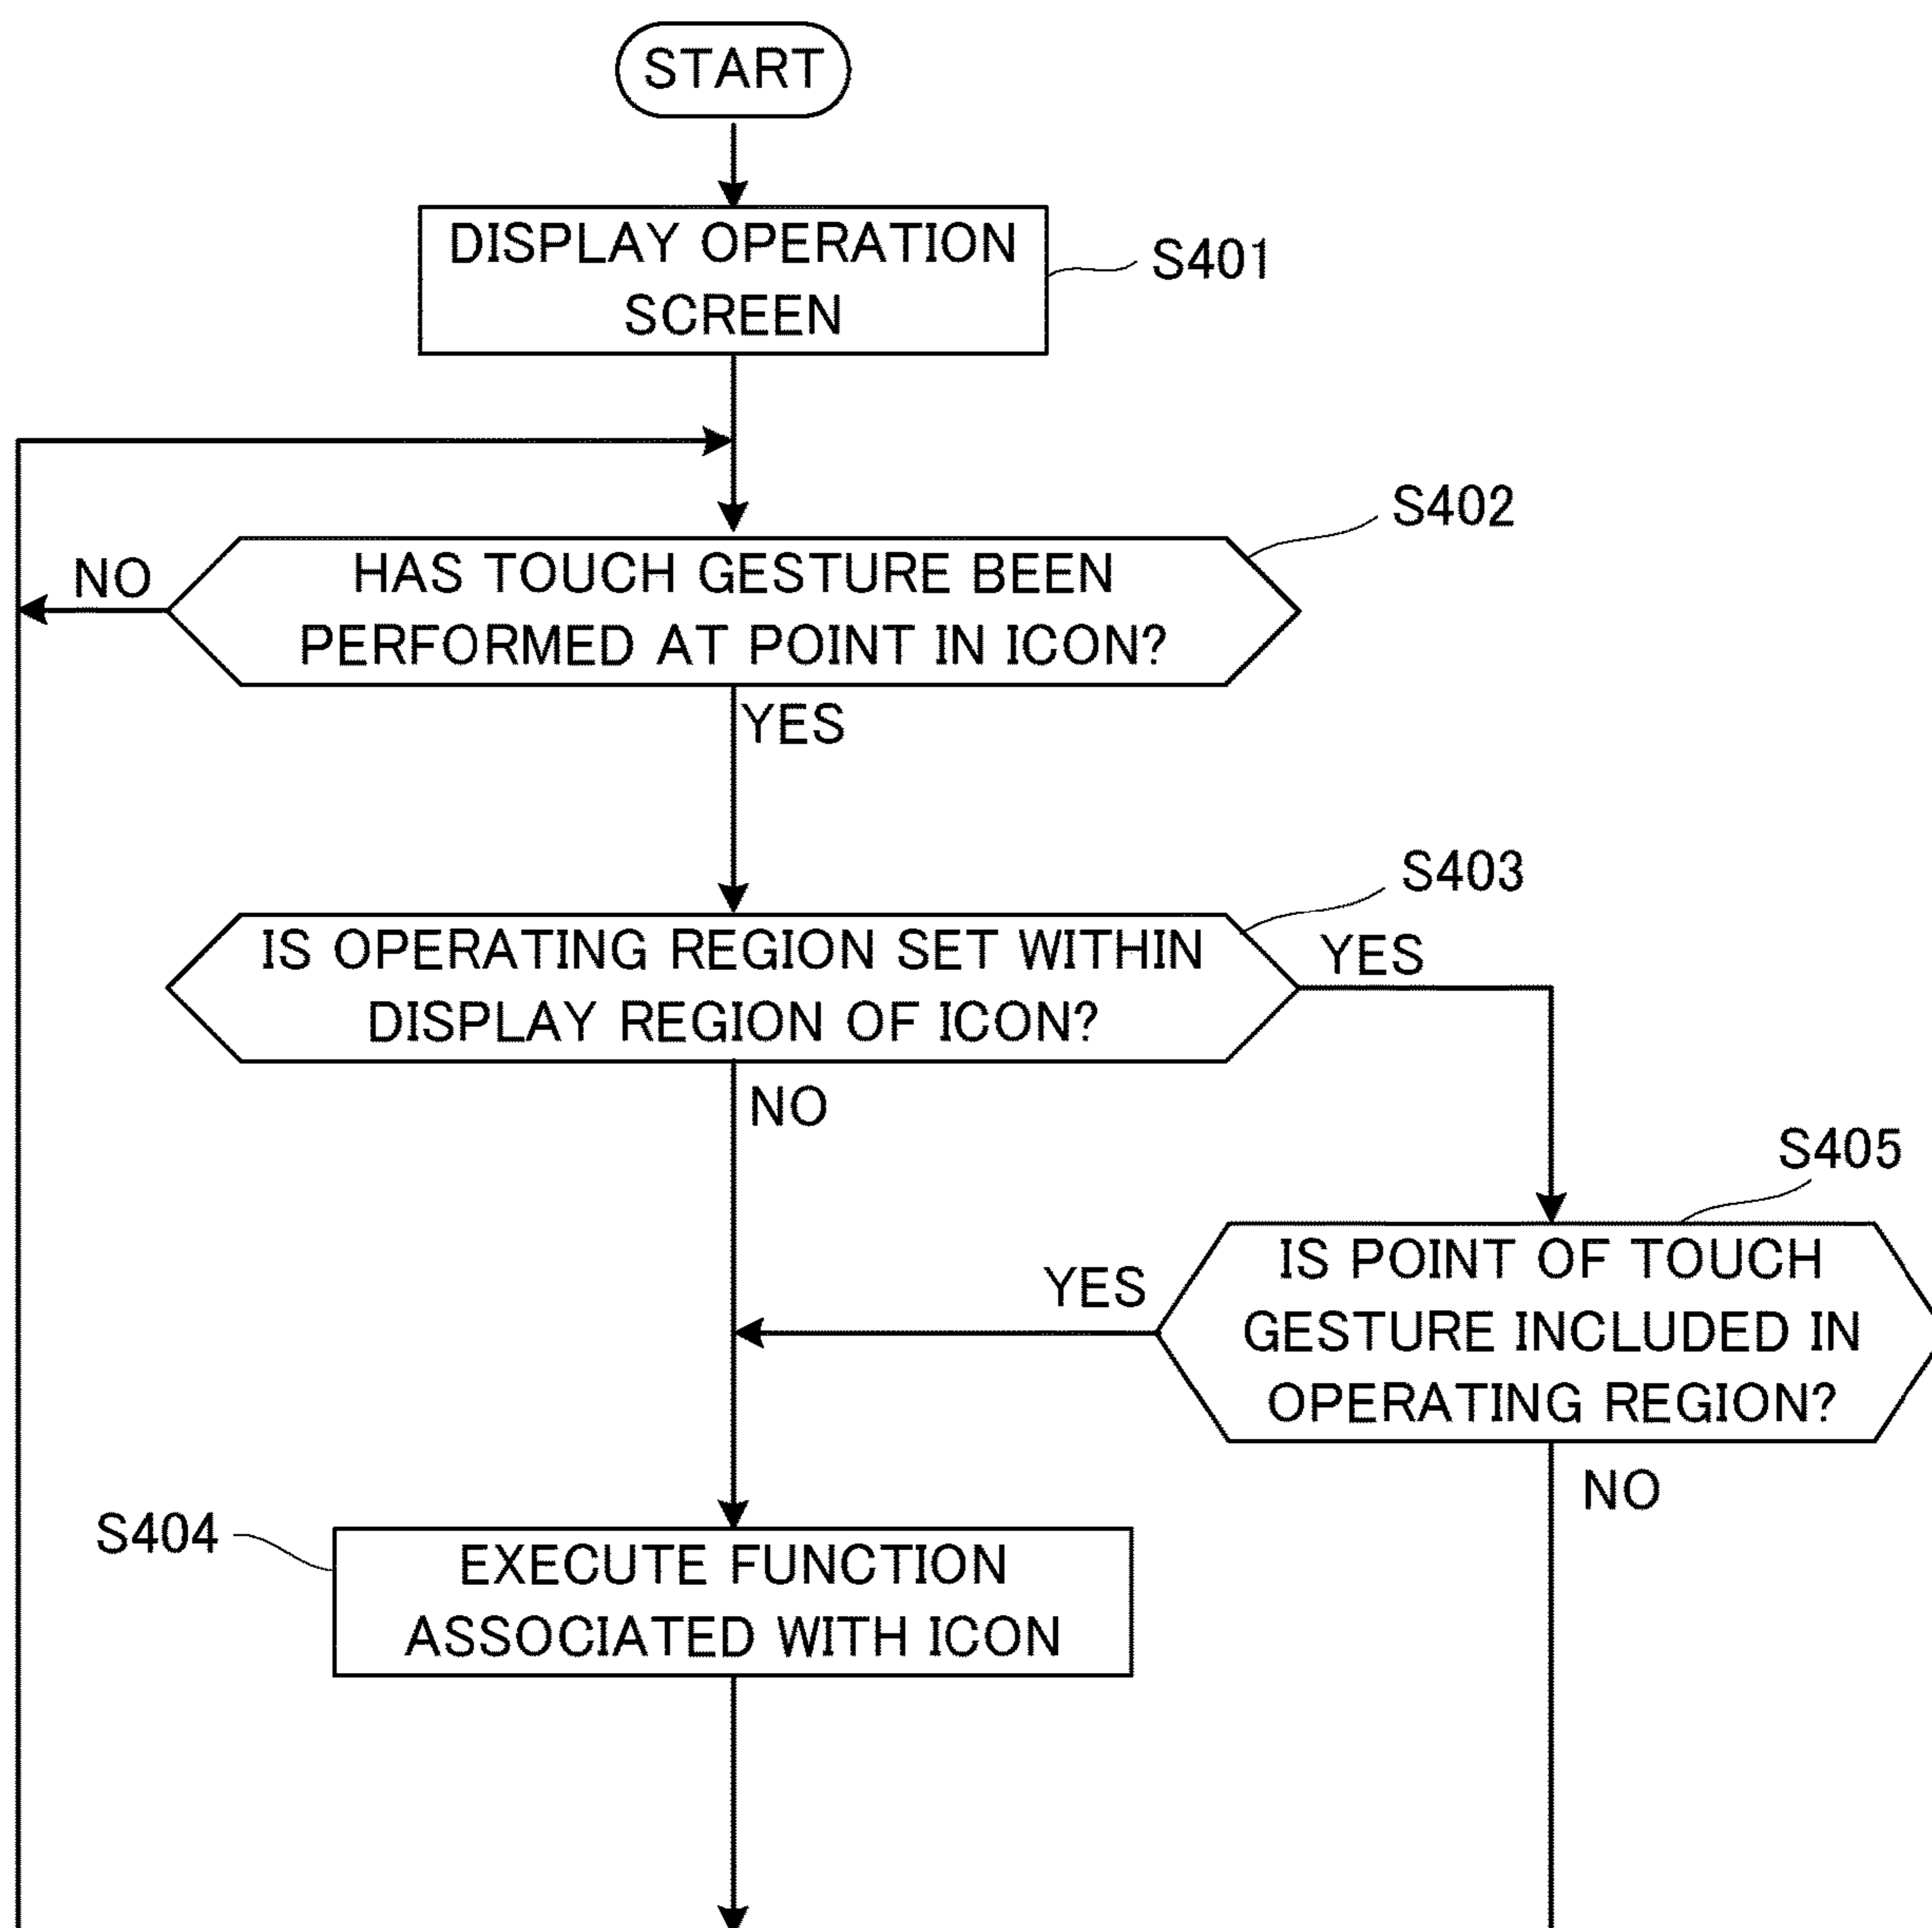 START
DISPLAY OPERATION
SCREEN
S401
S402
NO
HAS TOUCH GESTURE BEEN
PERFORMED AT POINT IN ICON?
YES
S403
IS OPERATING REGION SET WITHIN
DISPLAY REGION OF ICON?
YES
NO
S405
IS POINT OF TOUCH
GESTURE INCLUDED IN
OPERATING REGION?
YES
NO
S404
EXECUTE FUNCTION
ASSOCIATED WITH ICON